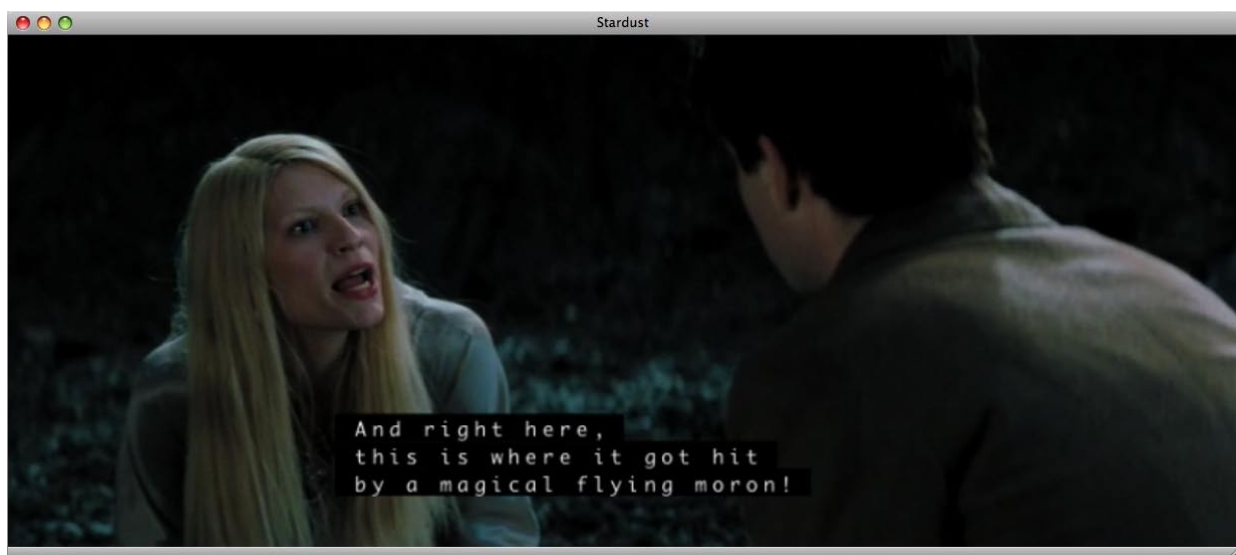 Stardust
And right here,
this is where it got hit
by a magical flying moron!